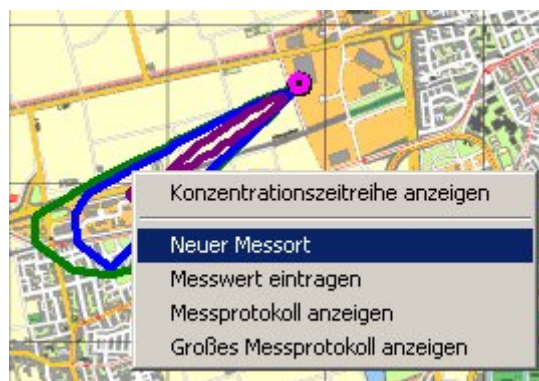 Konzentrationszeitreihe anzeigen
Neuer Messort
Messwert eintragen
Messprotokoll anzeigen
Großes Messprotokoll anzeigen